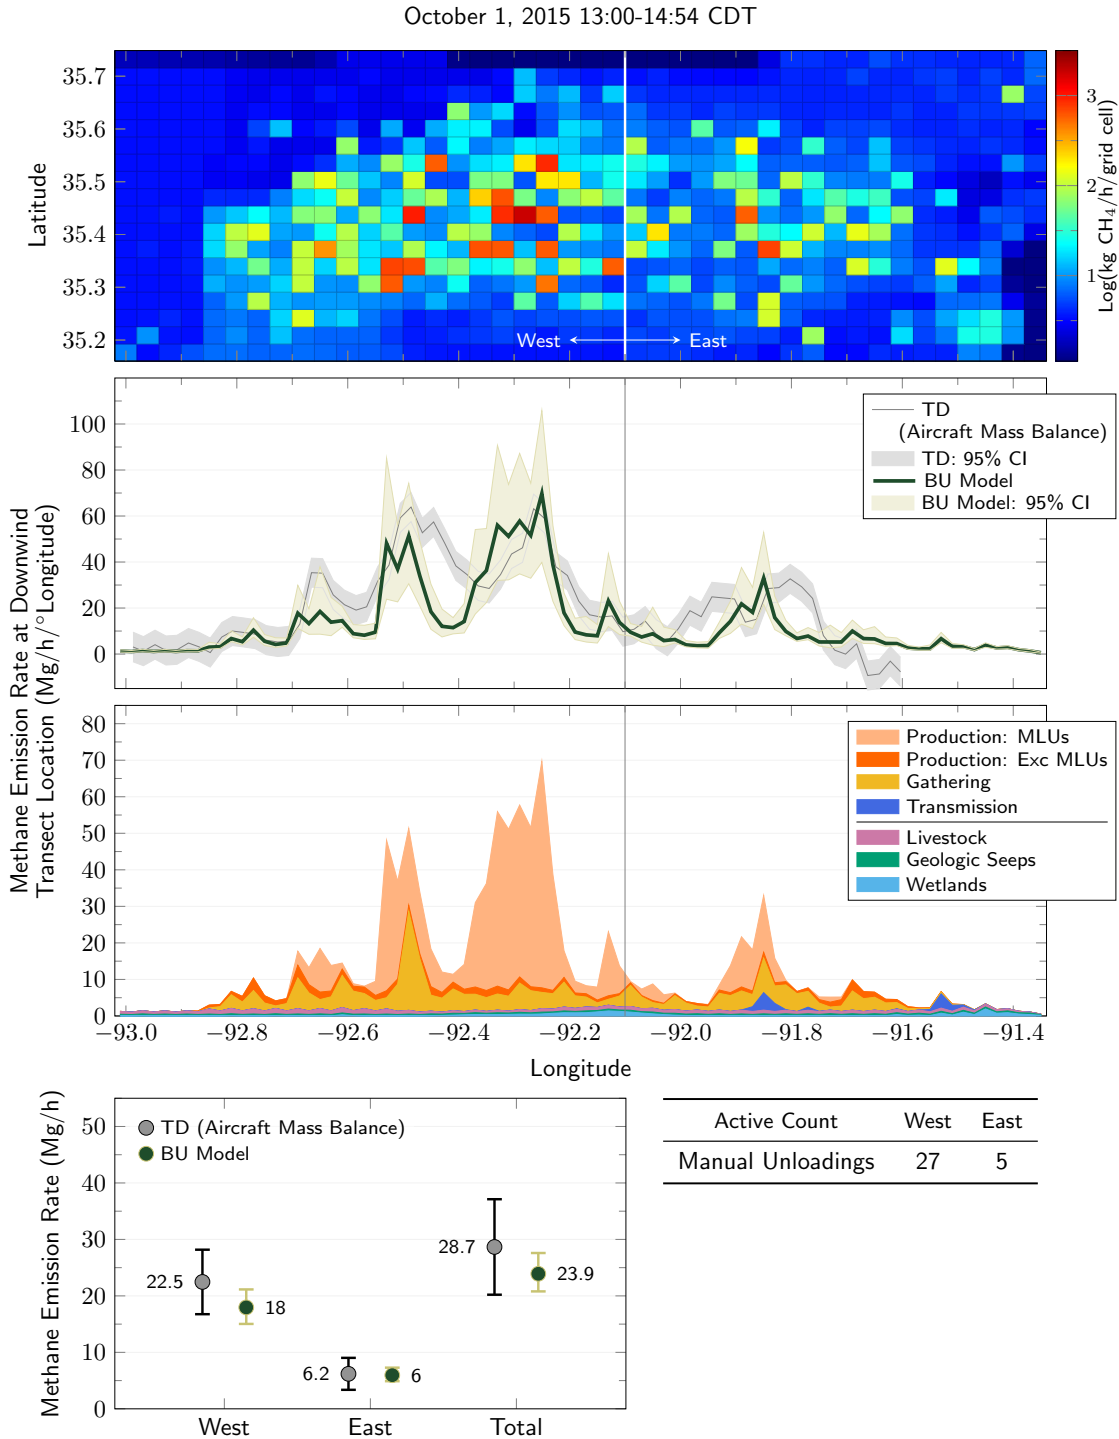 October 1, 2015 13:00-14:54 CDT
35.7
35.6
35.5
35.4
35.3
35.2
Latitude
West
East
3
2
1
Log(kg CH₄/h/grid cell)
100
80
60
40
20
0
TD
(Aircraft Mass Balance)
TD: 95% CI
BU Model
BU Model: 95% CI
Methane Emission Rate at Downwind
Transect Location (Mg/h/°Longitude)
80
70
60
50
40
30
20
10
0
Production: MLUs
Production: Exc MLUs
Gathering
Transmission
Livestock
Geologic Seeps
Wetlands
−93.0 −92.8 −92.6 −92.4 −92.2 −92.0 −91.8 −91.6 −91.4
Longitude
Methane Emission Rate (Mg/h)
50
40
30
20
10
0
TD (Aircraft Mass Balance)
BU Model
22.5
18
6.2
6
28.7
23.9
West East Total
Active Count West East
Manual Unloadings 27 5